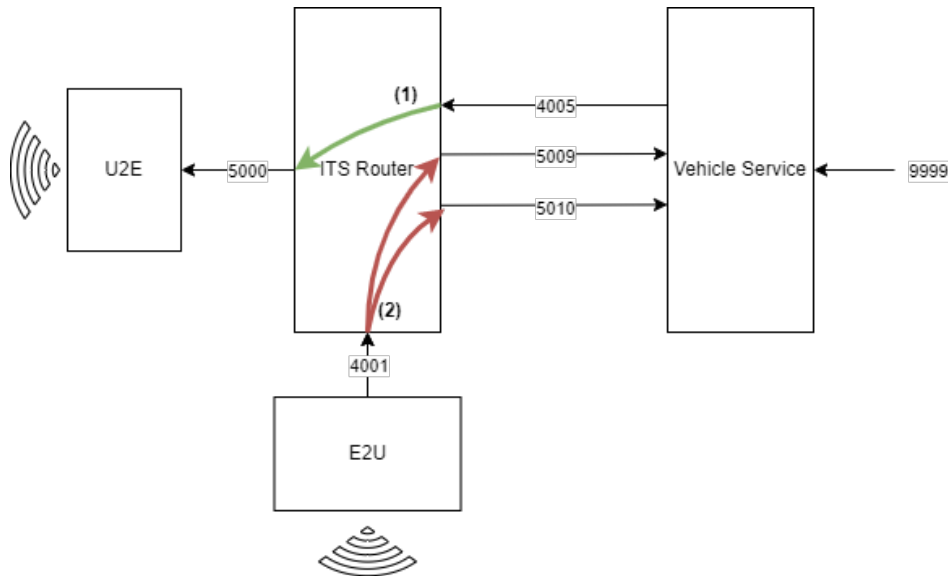 (1)
4005
U2E
5000
ITS Router
5009
Vehicle Service
9999
5010
(2)
4001
E2U